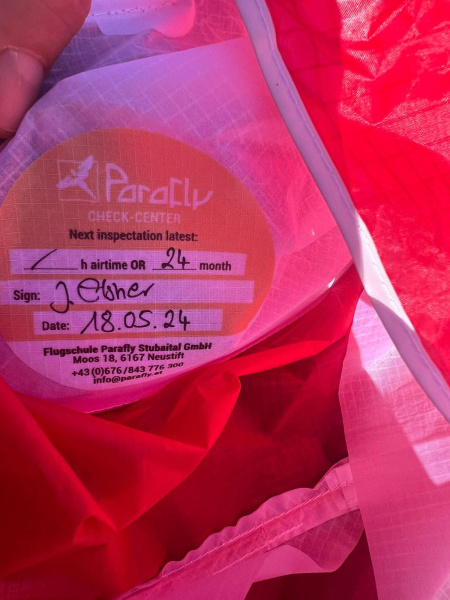 Parafly
CHECK-CENTER
Next inspectation latest:
/ h airtime OR 24 month
Sign: J. Ebner
Date: 18.05.24
Flugschule Parafly Stubaital GmbH
Moos 18, 6167 Neustift
+43(0)676/843 776 300
info@parafly.at